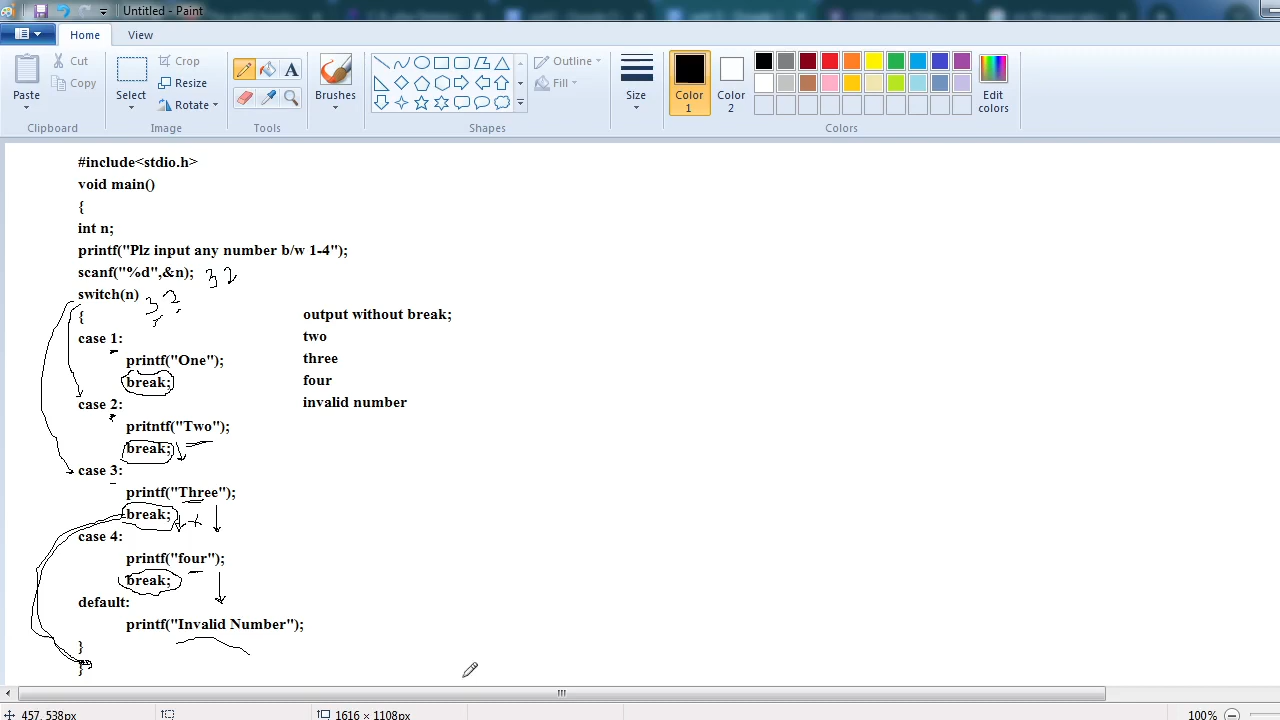 Untitled - Paint
Home View
Paste
Cut
Copy
Clipboard
Select
Crop
Resize
Rotate
Image
Tools
Brushes
Shapes
Outline
Fill
Size
Color 1
Color 2
Edit colors
Colors
#include<stdio.h>
void main()
{
int n;
printf("Plz input any number b/w 1-4");
scanf("%d",&n); 3 2
switch(n) 3 2
{
case 1:
printf("One");
break;
case 2:
pritntf("Two");
break;
case 3:
printf("Three");
break;
case 4:
printf("four");
break;
default:
printf("Invalid Number");
}
}
output without break;
two
three
four
invalid number
457, 538px 1616 × 1108px 100%